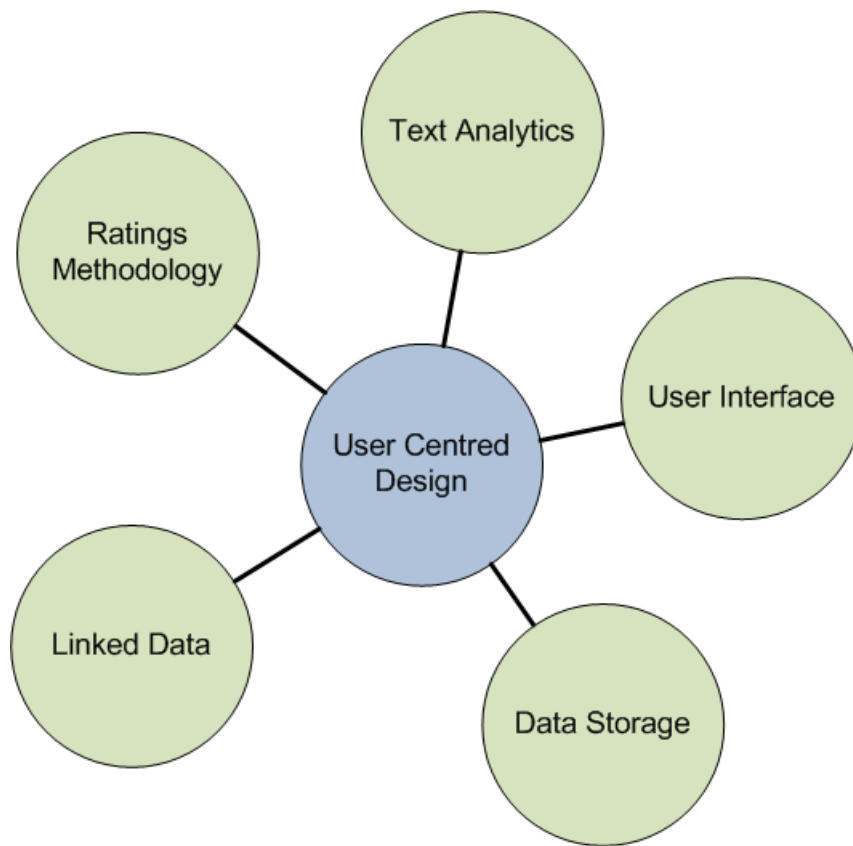 Text Analytics
Ratings
Methodology
User Interface
User Centred
Design
Linked Data
Data Storage